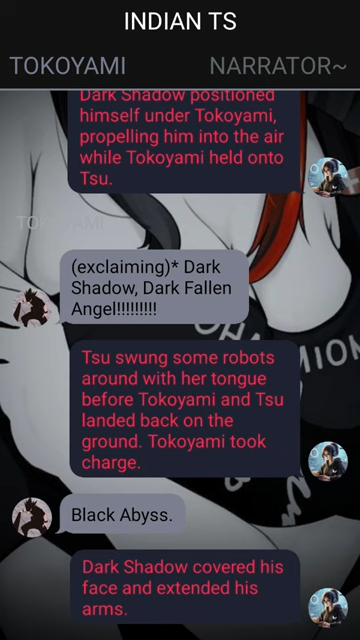 INDIAN TS
TOKOYAMI
NARRATOR~
Dark Shadow positioned
himself under Tokoyami,
propelling him into the air
while Tokoyami held onto
Tsu.
TOKOYAMI
(exclaiming)* Dark
Shadow, Dark Fallen
Angel!!!!!!!!!
Tsu swung some robots
around with her tongue
before Tokoyami and Tsu
landed back on the
ground. Tokoyami took
charge.
Black Abyss.
Dark Shadow covered his
face and extended his
arms.